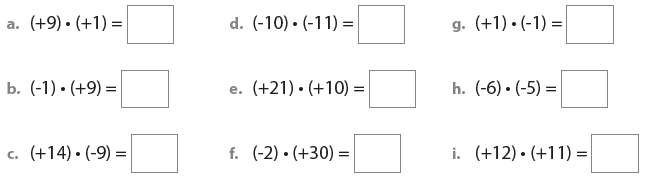 a. (+9) • (+1) =
d. (-10) • (-11) =
g. (+1) • (-1) =
b. (-1) • (+9) =
e. (+21) • (+10) =
h. (-6) • (-5) =
c. (+14) • (-9) =
f. (-2) • (+30) =
i. (+12) • (+11) =